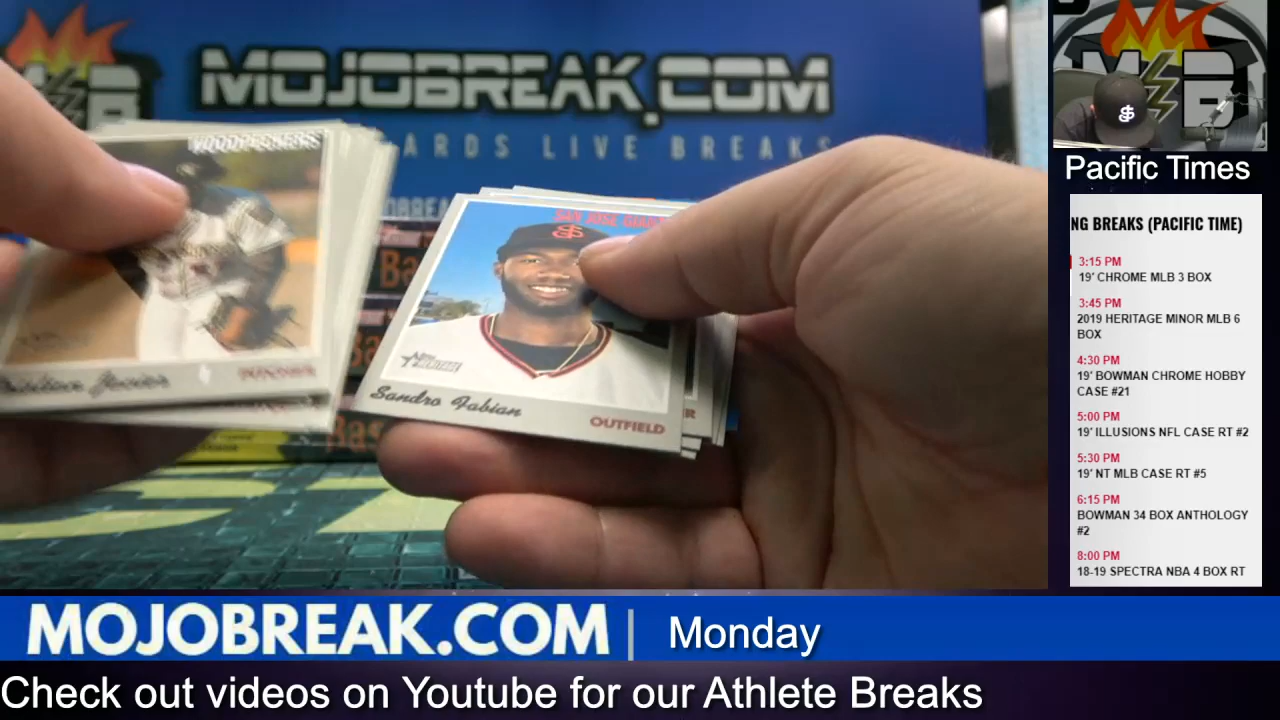 MOJOBREAK.COM
ARDS LIVE BREAKS
WOODPECKERS
SAN JOSE
Topps
HERITAGE
Sandro Fabian
OUTFIELD
Pacific Times
NG BREAKS (PACIFIC TIME)
3:15 PM
19' CHROME MLB 3 BOX
3:45 PM
2019 HERITAGE MINOR MLB 6
BOX
4:30 PM
19' BOWMAN CHROME HOBBY
CASE #21
5:00 PM
19' ILLUSIONS NFL CASE RT #2
5:30 PM
19' NT MLB CASE RT #5
6:15 PM
BOWMAN 34 BOX ANTHOLOGY
#2
8:00 PM
18-19 SPECTRA NBA 4 BOX RT
MOJOBREAK.COM | Monday
Check out videos on Youtube for our Athlete Breaks